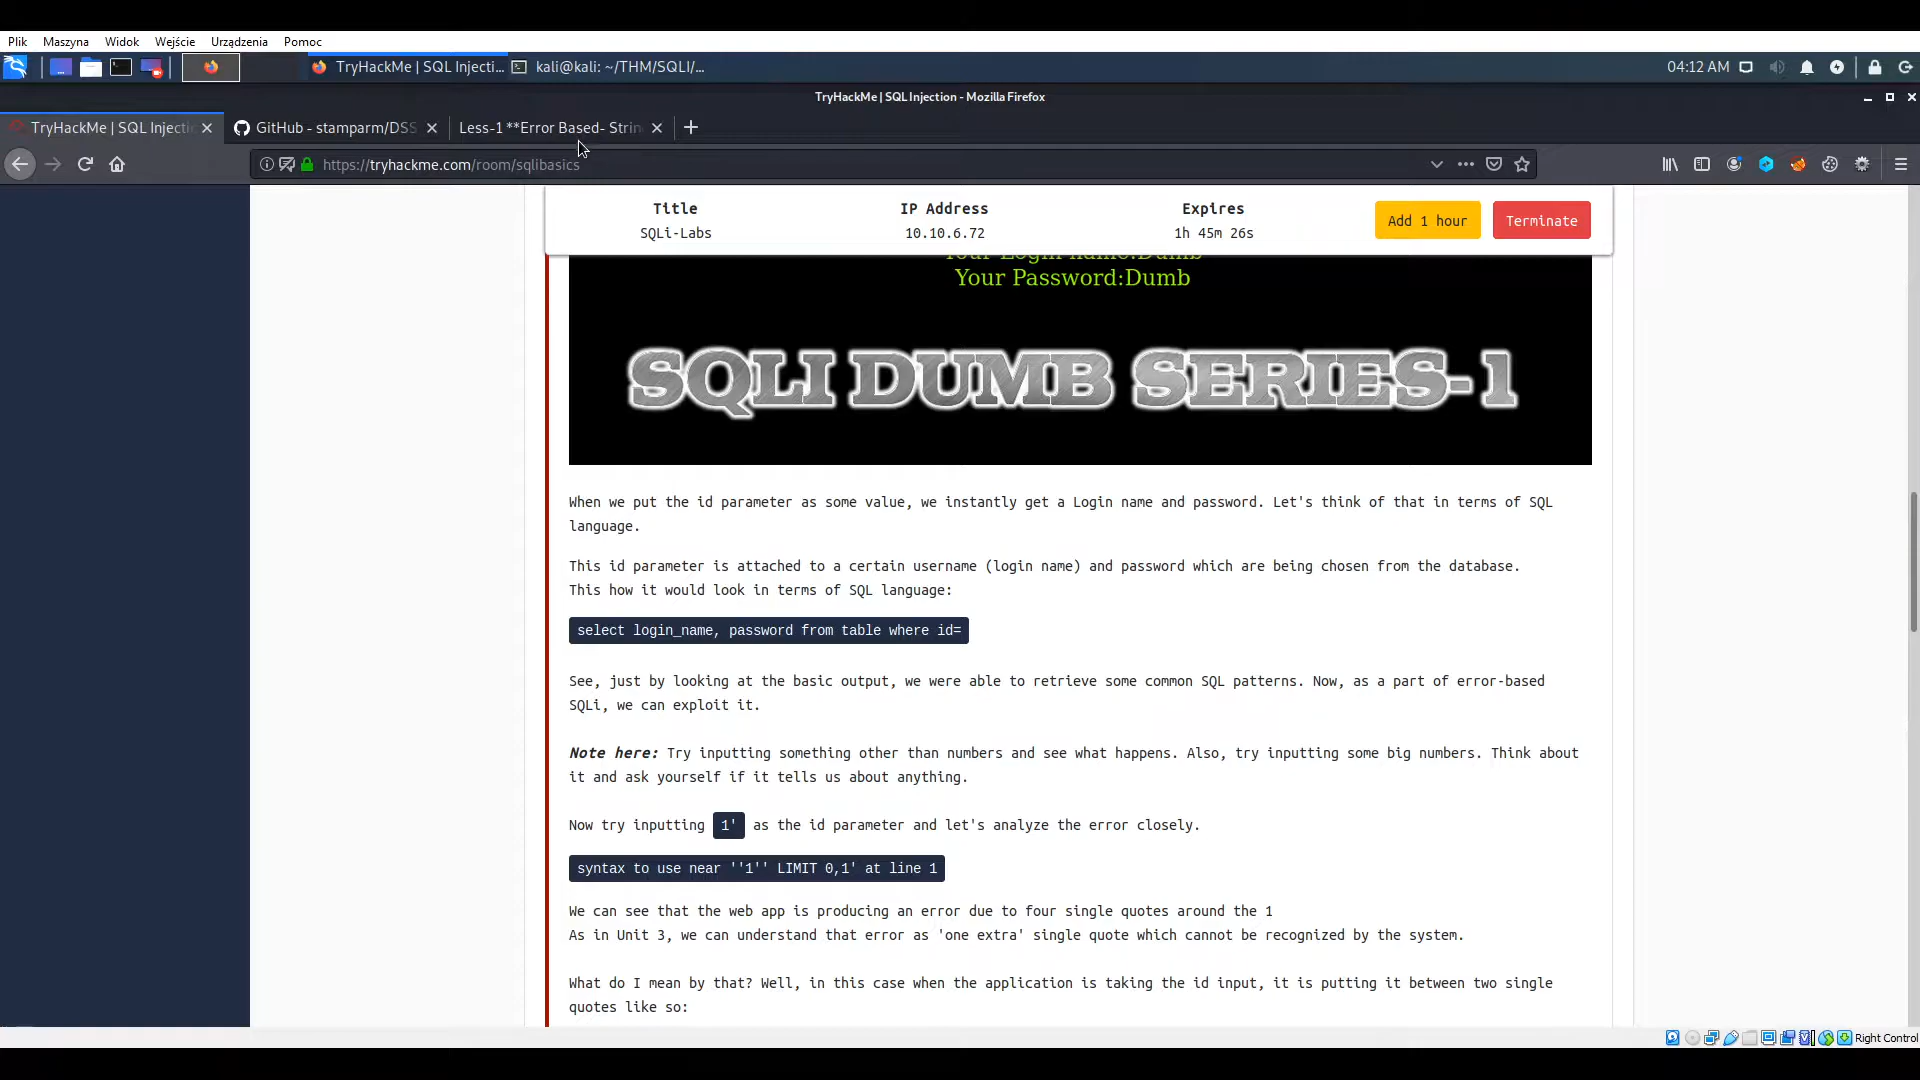 Plik Maszyna Widok Wejście Urządzenia Pomoc
TryHackMe | SQL Injecti... kali@kali: ~/THM/SQLI/... 04:12 AM
TryHackMe | SQL Injection - Mozilla Firefox
TryHackMe | SQL Injecti GitHub - stamparm/DSS Less-1 **Error Based- Strin
https://tryhackme.com/room/sqlibasics
Title IP Address Expires
SQLi-Labs 10.10.6.72 1h 45m 26s Add 1 hour Terminate
Your Login name:Dumb
Your Password:Dumb
SQLI DUMB SERIES-1
When we put the id parameter as some value, we instantly get a Login name and password. Let's think of that in terms of SQL
language.
This id parameter is attached to a certain username (login name) and password which are being chosen from the database.
This how it would look in terms of SQL language:
select login_name, password from table where id=
See, just by looking at the basic output, we were able to retrieve some common SQL patterns. Now, as a part of error-based
SQLi, we can exploit it.
Note here: Try inputting something other than numbers and see what happens. Also, try inputting some big numbers. Think about
it and ask yourself if it tells us about anything.
Now try inputting 1' as the id parameter and let's analyze the error closely.
syntax to use near ''1'' LIMIT 0,1' at line 1
We can see that the web app is producing an error due to four single quotes around the 1
As in Unit 3, we can understand that error as 'one extra' single quote which cannot be recognized by the system.
What do I mean by that? Well, in this case when the application is taking the id input, it is putting it between two single
quotes like so:
Right Control